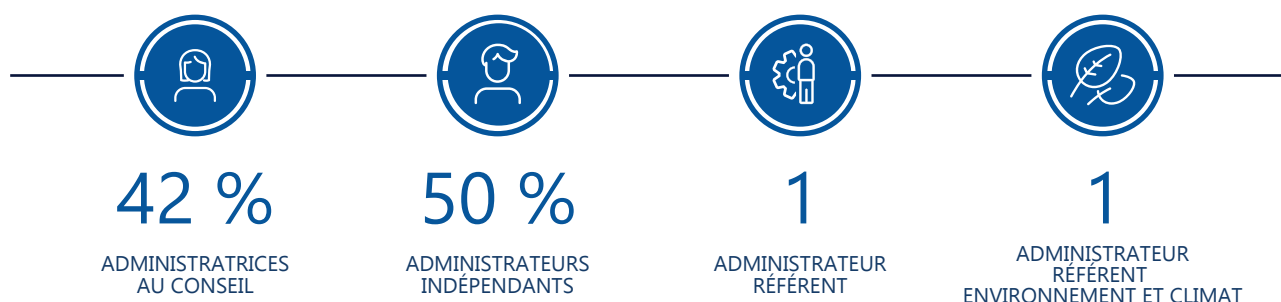 42 %
ADMINISTRATRICES
AU CONSEIL
50 %
ADMINISTRATEURS
INDÉPENDANTS
1
ADMINISTRATEUR
RÉFÉRENT
1
ADMINISTRATEUR
RÉFÉRENT
ENVIRONNEMENT ET CLIMAT